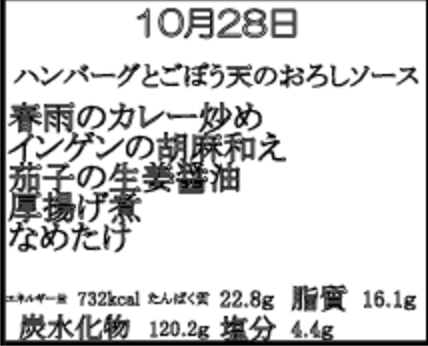 10月28日
ハンバーグとごぼう天のおろしソース
春雨のカレー炒め
インゲンの胡麻和え
茄子の生姜醤油
厚揚げ煮
なめたけ
エネルギー量 732kcal たんぱく質 22.8g 脂質 16.1g
炭水化物 120.2g 塩分 4.4g